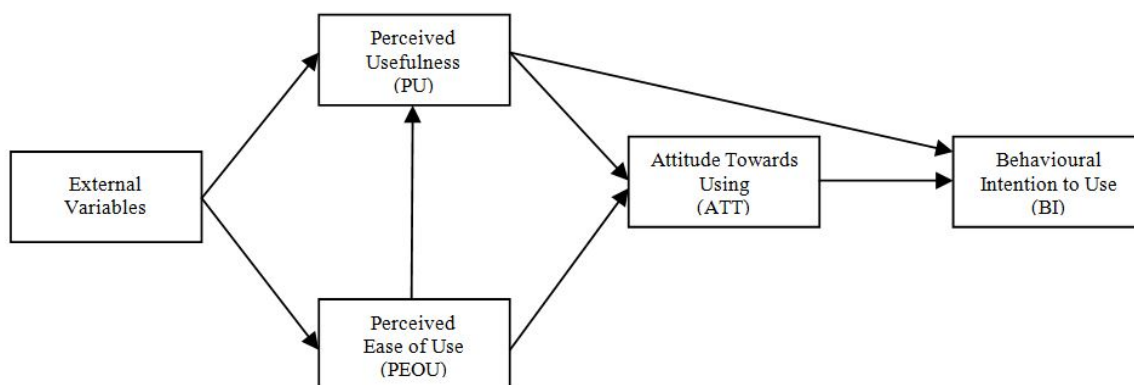 Perceived
Usefulness
(PU)
External
Variables
Attitude Towards
Using
(ATT)
Behavioural
Intention to Use
(BI)
Perceived
Ease of Use
(PEOU)